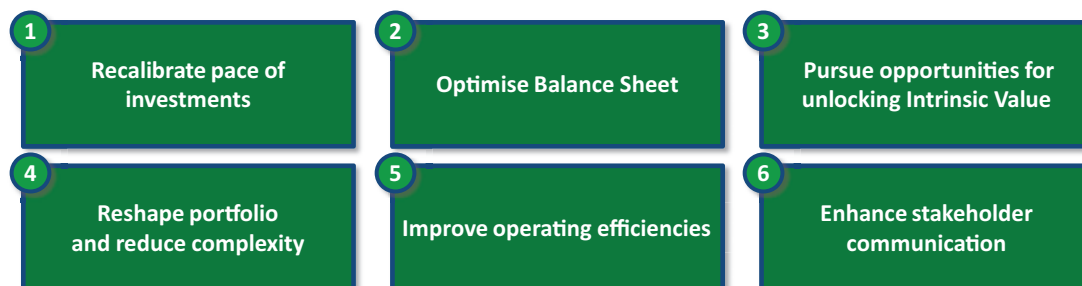 1
Recalibrate pace of
investments
2
Optimise Balance Sheet
3
Pursue opportunities for
unlocking Intrinsic Value
4
Reshape portfolio
and reduce complexity
5
Improve operating efficiencies
6
Enhance stakeholder
communication